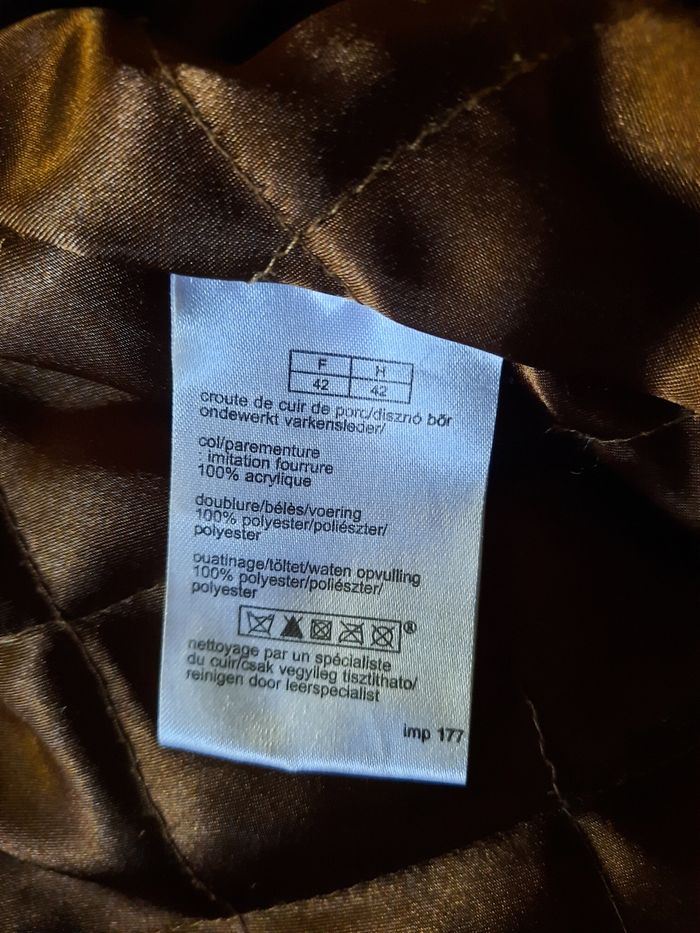 F H
42 42
croute de cuir de porc/disznó bőr
ondewerkt varkensleder/
col/parementure
: imitation fourrure
100% acrylique
doublure/bélès/voering
100% polyester/poliészter/
polyester
ouatinage/töltet/waten opvulling
100% polyester/poliészter/
polyester
®
nettoyage par un spécialiste
du cuir/csak vegyileg tisztithato/
reinigen door leerspecialist
imp 177